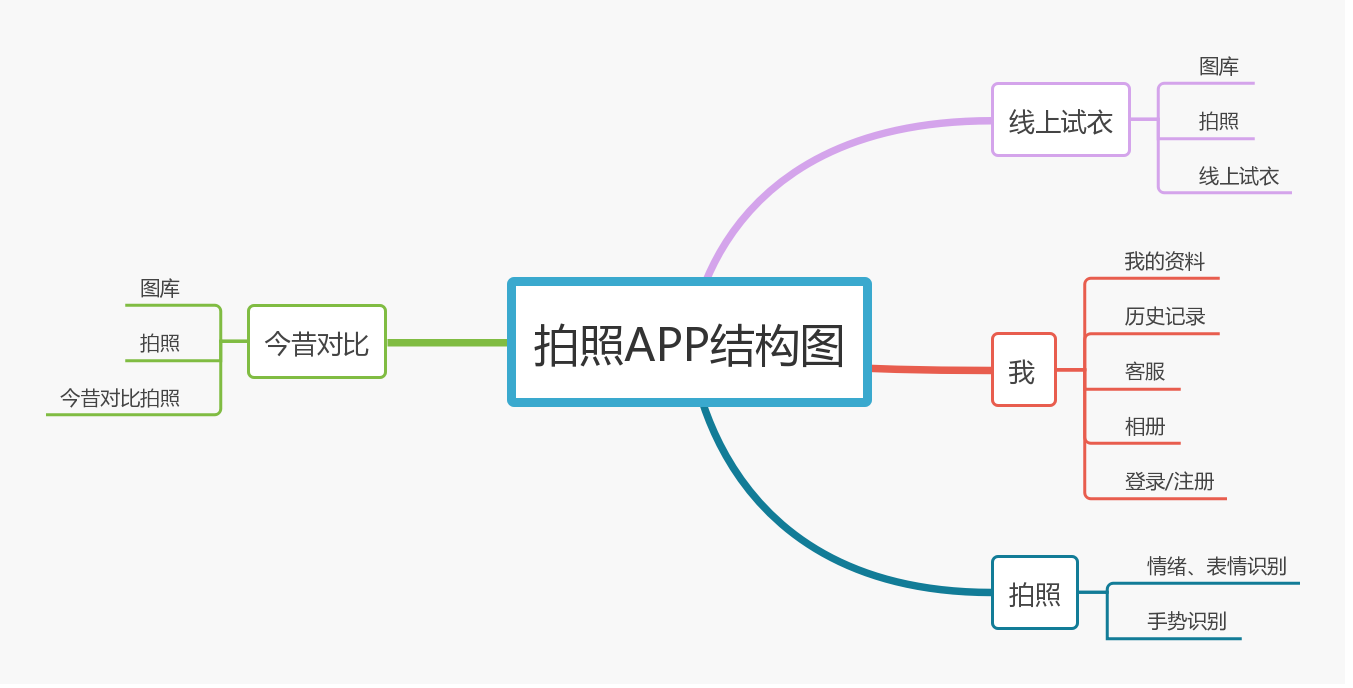 拍照APP结构图
线上试衣
图库
拍照
线上试衣
我
我的资料
历史记录
客服
相册
登录/注册
拍照
情绪、表情识别
手势识别
今昔对比
图库
拍照
今昔对比拍照